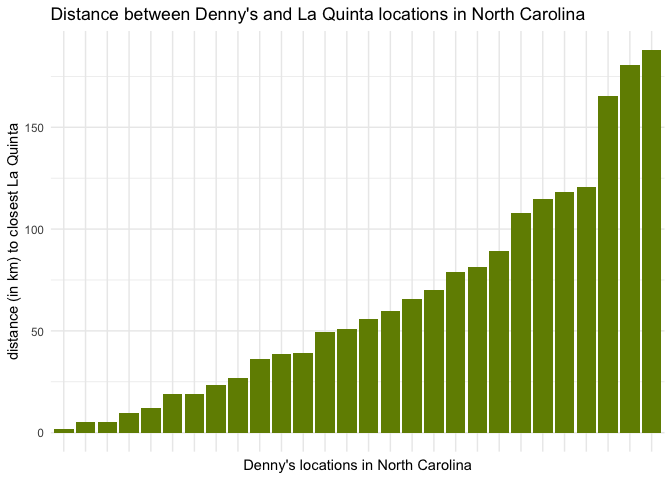 Distance between Denny's and La Quinta locations in North Carolina
distance (in km) to closest La Quinta
150
100
50
0
Denny's locations in North Carolina